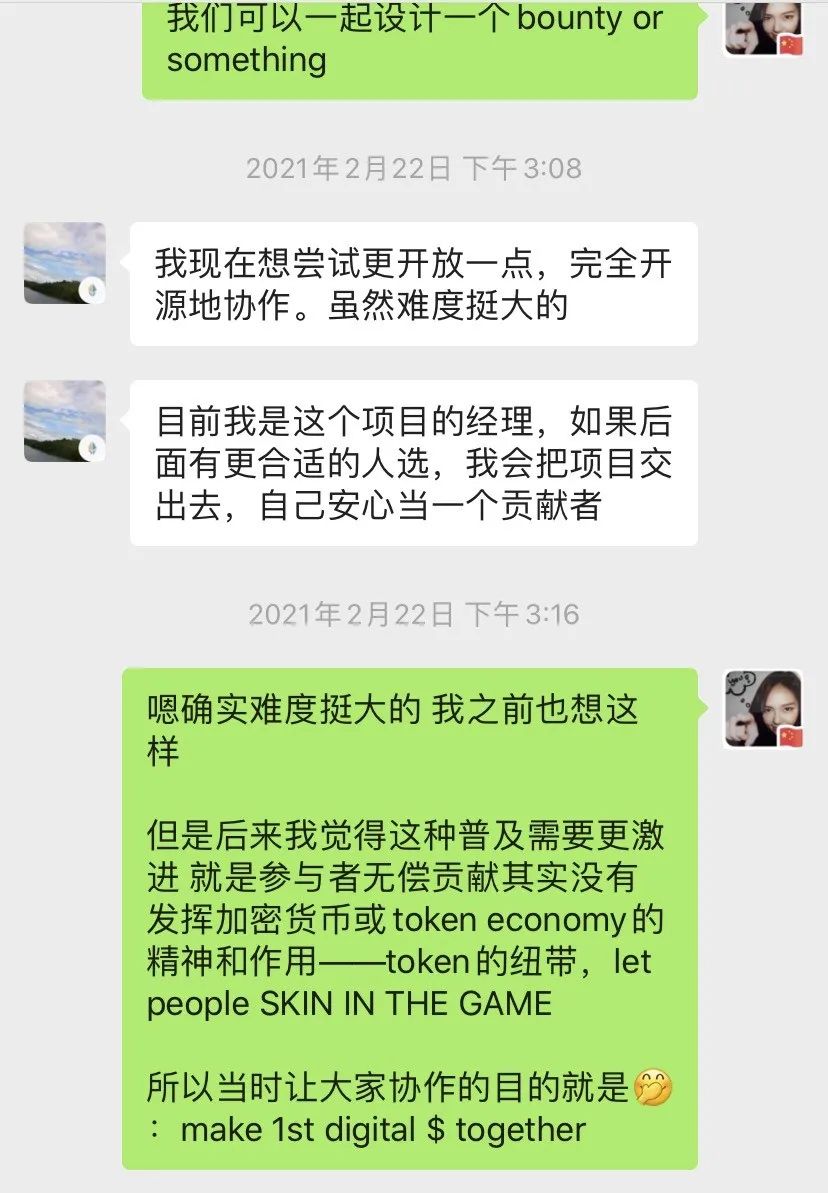 我们可以一起设计一个bounty or
something
2021年2月22日 下午3:08
我现在想尝试更开放一点，完全开
源地协作。虽然难度挺大的
目前我是这个项目的经理，如果后
面有更合适的人选，我会把项目交
出去，自己安心当一个贡献者
2021年2月22日 下午3:16
嗯确实难度挺大的 我之前也想这
样
但是后来我觉得这种普及需要更激
进 就是参与者无偿贡献其实没有
发挥加密货币或token economy的
精神和作用——token的纽带，let
people SKIN IN THE GAME
所以当时让大家协作的目的就是🤭
：make 1st digital $ together